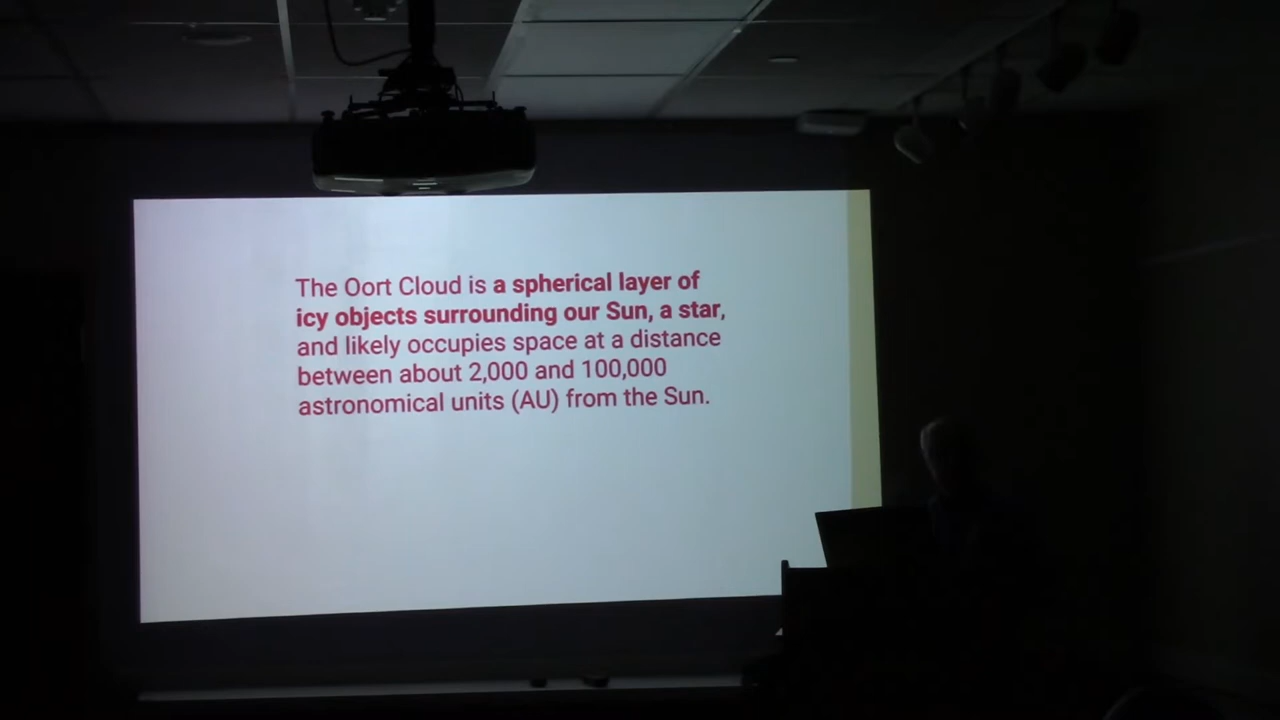 The Oort Cloud is a spherical layer of
icy objects surrounding our Sun, a star,
and likely occupies space at a distance
between about 2,000 and 100,000
astronomical units (AU) from the Sun.